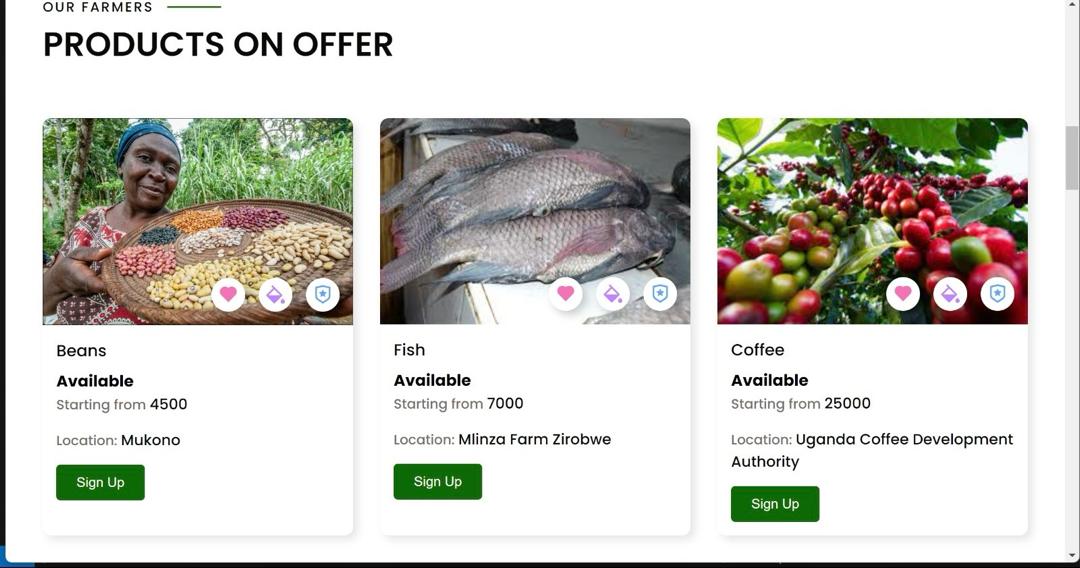 OUR FARMERS
PRODUCTS ON OFFER
Beans
Available
Starting from 4500
Location: Mukono
Sign Up
Fish
Available
Starting from 7000
Location: Mlinza Farm Zirobwe
Sign Up
Coffee
Available
Starting from 25000
Location: Uganda Coffee Development
Authority
Sign Up